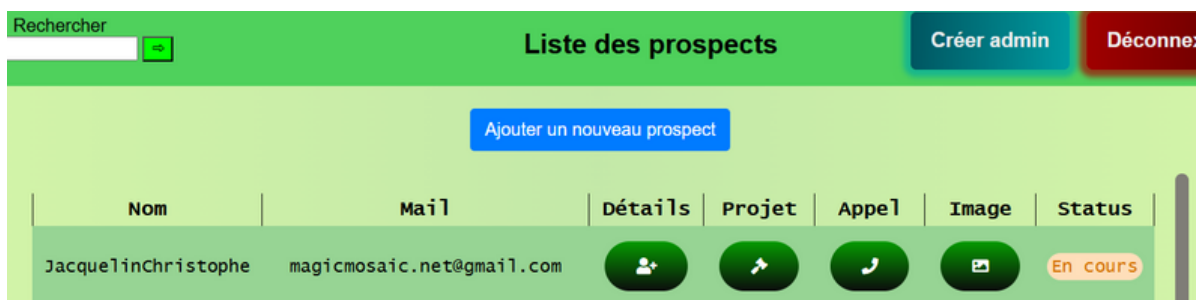 Rechercher
⇨
Liste des prospects
Créer admin
Déconnex
Ajouter un nouveau prospect
Nom Mail Détails Projet Appel Image Status
JacquelinChristophe magicmosaic.net@gmail.com En cours